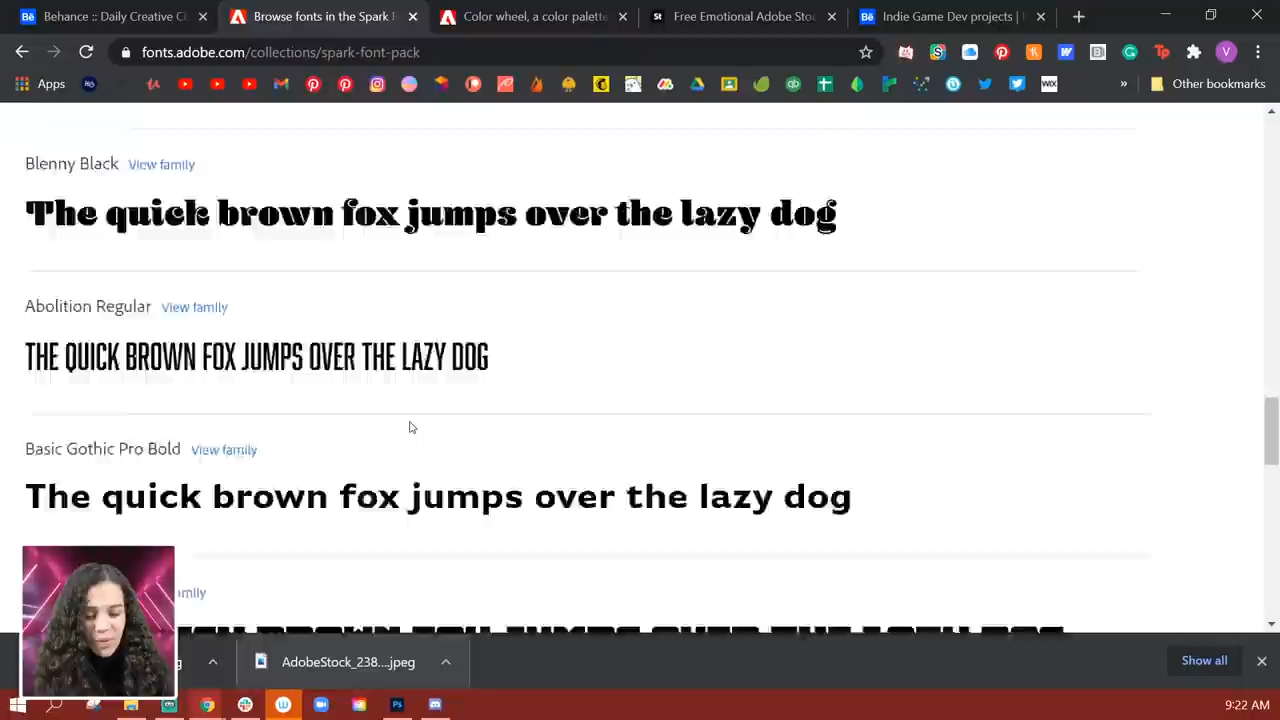 Behance :: Daily Creative Ch
Browse fonts in the Spark F
Color wheel, a color palette
Free Emotional Adobe Stoc
Indie Game Dev projects |
fonts.adobe.com/collections/spark-font-pack
Apps
Other bookmarks
Blenny Black View family
The quick brown fox jumps over the lazy dog
Abolition Regular View family
THE QUICK BROWN FOX JUMPS OVER THE LAZY DOG
Basic Gothic Pro Bold View family
The quick brown fox jumps over the lazy dog
AdobeStock_238....jpeg
Show all
9:22 AM